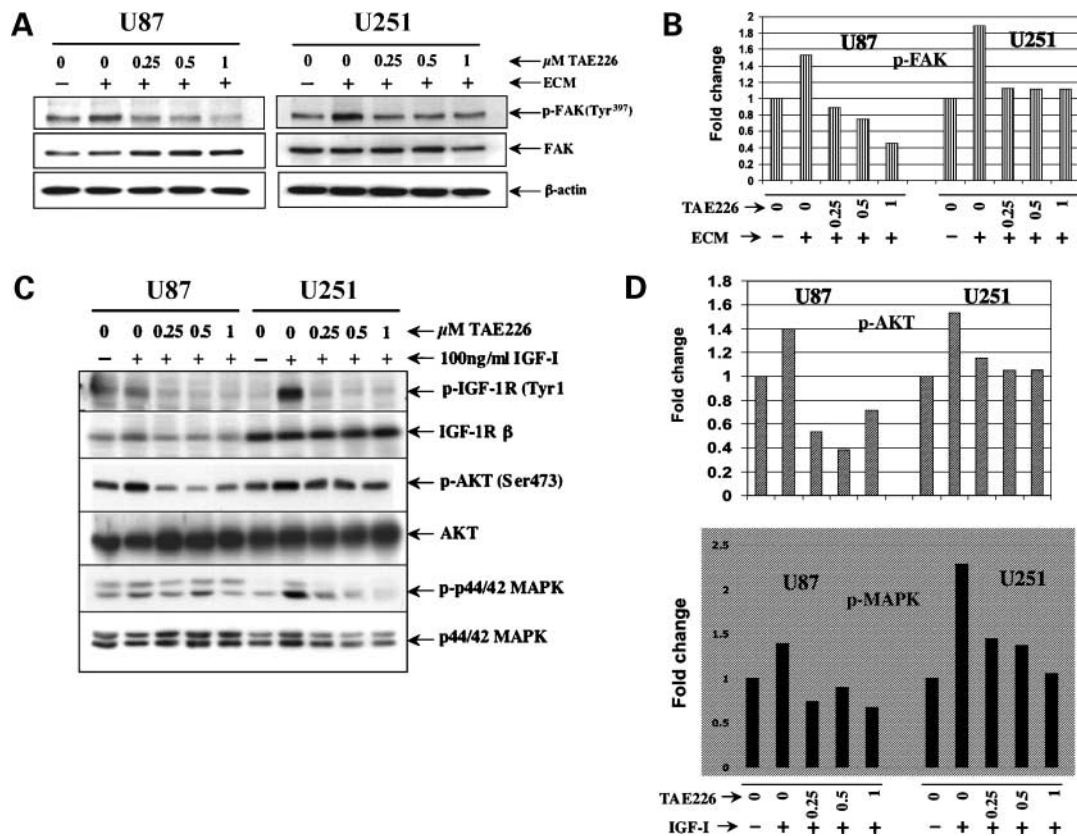 A
U87 U251
0 0 0.25 0.5 1 0 0 0.25 0.5 1 µM TAE226
– + + + + – + + + + ECM
p-FAK(Tyr397)
FAK
β-actin
B
Fold change
2
1.8
1.6
1.4
1.2
1
0.8
0.6
0.4
0.2
0
U87 p-FAK U251
TAE226 0 0 0.25 0.5 1 0 0 0.25 0.5 1
ECM – + + + + – + + + +
C
U87 U251
0 0 0.25 0.5 1 0 0 0.25 0.5 1 µM TAE226
– + + + + – + + + + 100ng/ml IGF-I
p-IGF-1R (Tyr1
IGF-1R β
p-AKT (Ser473)
AKT
p-p44/42 MAPK
p44/42 MAPK
D
Fold change
1.8
1.6
1.4
1.2
1
0.8
0.6
0.4
0.2
0
U87 p-AKT U251
Fold change
2.5
2
1.5
1
0.5
0
U87 p-MAPK U251
TAE226 0 0 0.25 0.5 1 0 0 0.25 0.5 1
IGF-I – + + + + – + + + +